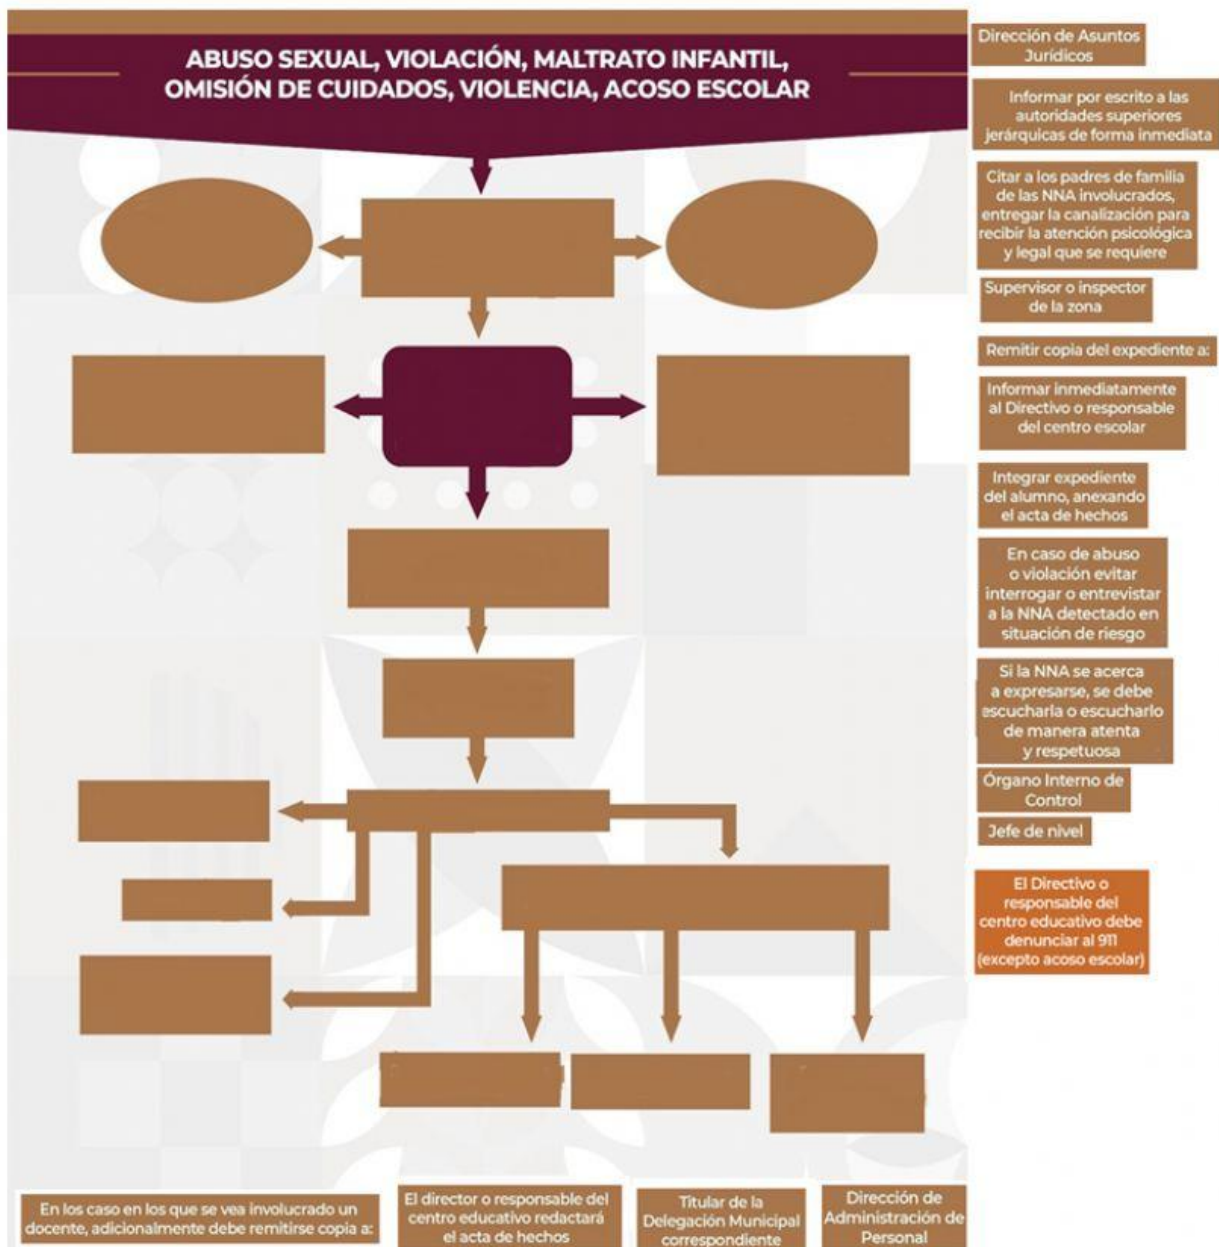 ABUSO SEXUAL, VIOLACIÓN, MALTRATO INFANTIL,
OMISIÓN DE CUIDADOS, VIOLENCIA, ACOSO ESCOLAR
Dirección de Asuntos
Jurídicos
Informar por escrito a las
autoridades superiores
jerárquicas de forma inmediata
Citar a los padres de familia
de las NNA involucrados,
entregar la canalización para
recibir la atención psicológica
y legal que se requiere
Supervisor o inspector
de la zona
Remitir copia del expediente a:
Informar inmediatamente
al Directivo o responsable
del centro escolar
Integrar expediente
del alumno, anexando
el acta de hechos
En caso de abuso
o violación evitar
interrogar o entrevistar
a la NNA detectado en
situación de riesgo
Si la NNA se acerca
a expresarse, se debe
escucharla o escucharlo
de manera atenta
y respetuosa
Órgano Interno de
Control
Jefe de nivel
El Directivo o
responsable del
centro educativo debe
denunciar al 911
(excepto acoso escolar)
En los caso en los que se vea involucrado un
docente, adicionalmente debe remitirse copia a:
El director o responsable del
centro educativo redactará
el acta de hechos
Titular de la
Delegación Municipal
correspondiente
Dirección de
Administración de
Personal